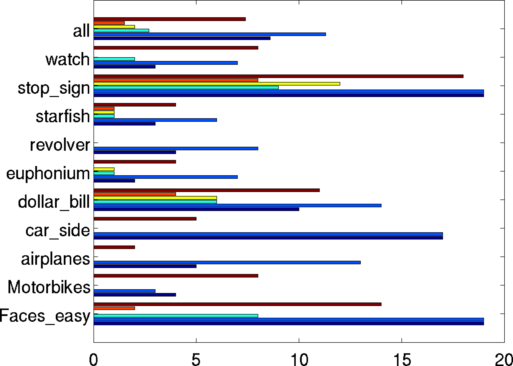 all
watch
stop_sign
starfish
revolver
euphonium
dollar_bill
car_side
airplanes
Motorbikes
Faces_easy
0 5 10 15 20